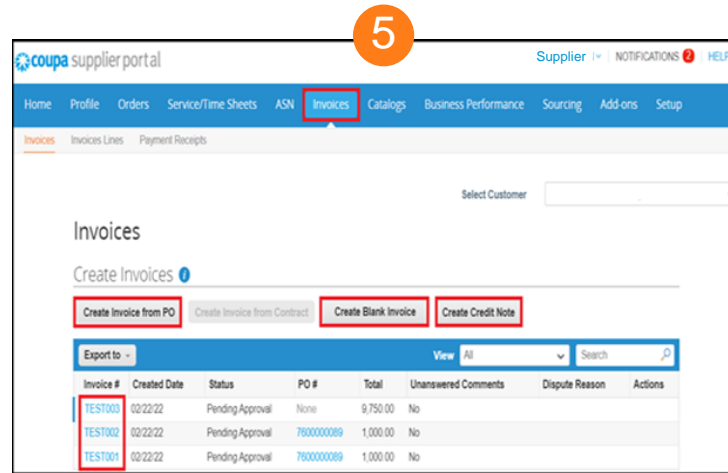 5
coupa supplier portal
Supplier NOTIFICATIONS 2 HELP
Home Profile Orders Service/Time Sheets ASN Invoices Catalogs Business Performance Sourcing Add-ons Setup
Invoices Invoices Lines Payment Receipts
Select Customer
Invoices
Create Invoices i
Create Invoice from PO Create Invoice from Contract Create Blank Invoice Create Credit Note
Export to View All Search
Invoice # Created Date Status PO # Total Unanswered Comments Dispute Reason Actions
TEST003 02/22/22 Pending Approval None 9,750.00 No
TEST002 02/22/22 Pending Approval 7600000089 1,000.00 No
TEST001 02/22/22 Pending Approval 7600000089 1,000.00 No